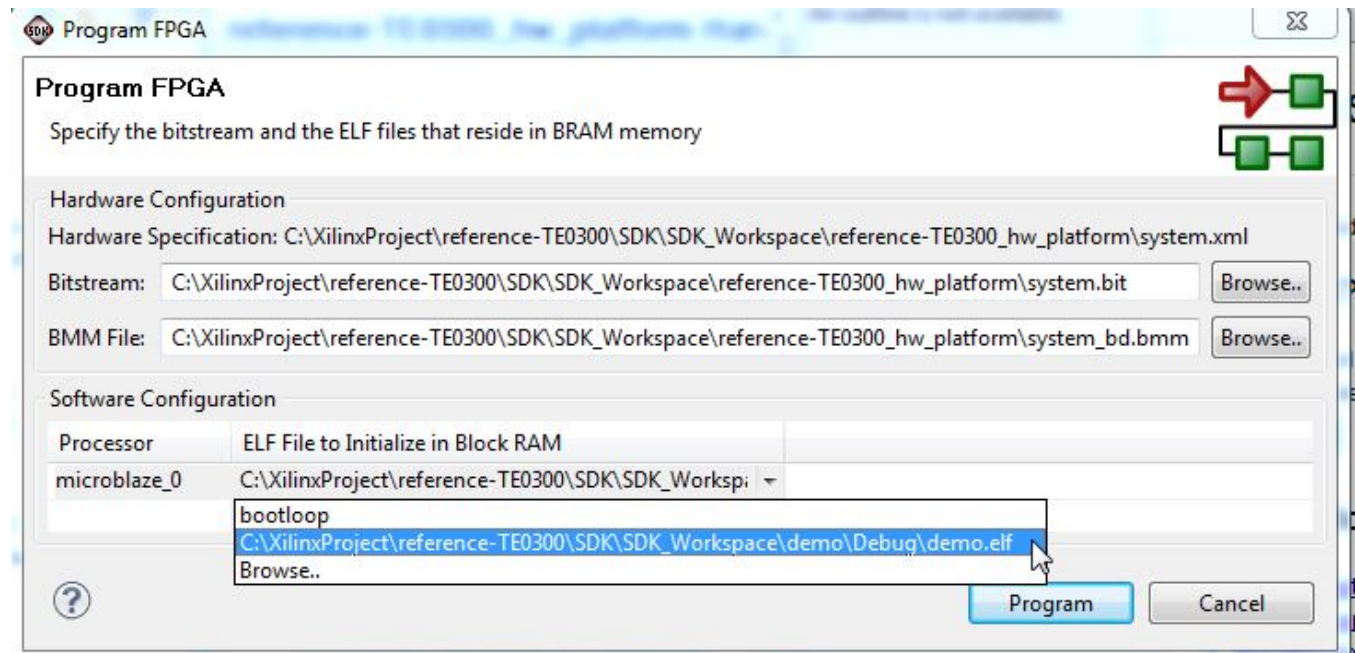 SDK Program FPGA
Program FPGA
Specify the bitstream and the ELF files that reside in BRAM memory
Hardware Configuration
Hardware Specification: C:\XilinxProject\reference-TE0300\SDK\SDK_Workspace\reference-TE0300_hw_platform\system.xml
Bitstream: C:\XilinxProject\reference-TE0300\SDK\SDK_Workspace\reference-TE0300_hw_platform\system.bit Browse..
BMM File: C:\XilinxProject\reference-TE0300\SDK\SDK_Workspace\reference-TE0300_hw_platform\system_bd.bmm Browse..
Software Configuration
Processor ELF File to Initialize in Block RAM
microblaze_0 C:\XilinxProject\reference-TE0300\SDK\SDK_Worksp
bootloop
C:\XilinxProject\reference-TE0300\SDK\SDK_Workspace\demo\Debug\demo.elf
Browse..
? Program Cancel